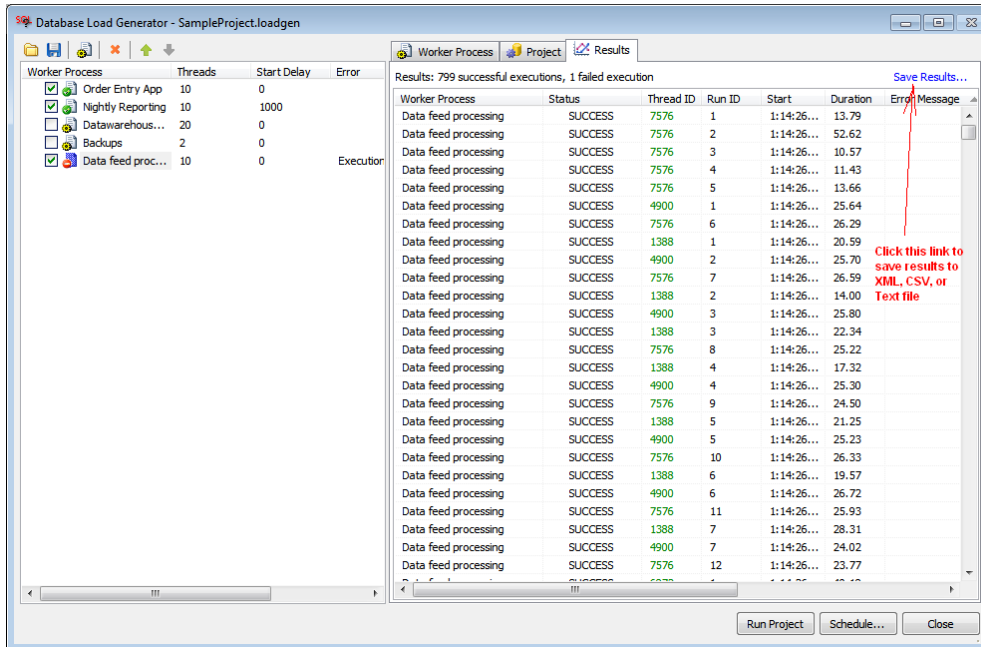 SQL Database Load Generator - SampleProject.loadgen
Worker Process Threads Start Delay Error
Order Entry App 10 0
Nightly Reporting 10 1000
Datawarehous... 20 0
Backups 2 0
Data feed proc... 10 0 Execution
Worker Process Project Results
Results: 799 successful executions, 1 failed execution Save Results...
Worker Process Status Thread ID Run ID Start Duration Error Message
Data feed processing SUCCESS 7576 1 1:14:26... 13.79
Data feed processing SUCCESS 7576 2 1:14:26... 52.62
Data feed processing SUCCESS 7576 3 1:14:26... 10.57
Data feed processing SUCCESS 7576 4 1:14:26... 11.43
Data feed processing SUCCESS 7576 5 1:14:26... 13.66
Data feed processing SUCCESS 4900 1 1:14:26... 25.64
Data feed processing SUCCESS 7576 6 1:14:26... 26.29
Data feed processing SUCCESS 1388 1 1:14:26... 20.59
Data feed processing SUCCESS 4900 2 1:14:26... 25.70
Data feed processing SUCCESS 7576 7 1:14:26... 26.59
Data feed processing SUCCESS 1388 2 1:14:26... 14.00
Data feed processing SUCCESS 4900 3 1:14:26... 25.80
Data feed processing SUCCESS 1388 3 1:14:26... 22.34
Data feed processing SUCCESS 7576 8 1:14:26... 25.22
Data feed processing SUCCESS 1388 4 1:14:26... 17.32
Data feed processing SUCCESS 4900 4 1:14:26... 25.30
Data feed processing SUCCESS 7576 9 1:14:26... 24.50
Data feed processing SUCCESS 1388 5 1:14:26... 21.25
Data feed processing SUCCESS 4900 5 1:14:26... 25.23
Data feed processing SUCCESS 7576 10 1:14:26... 26.33
Data feed processing SUCCESS 1388 6 1:14:26... 19.57
Data feed processing SUCCESS 4900 6 1:14:26... 26.72
Data feed processing SUCCESS 7576 11 1:14:26... 25.93
Data feed processing SUCCESS 1388 7 1:14:26... 28.31
Data feed processing SUCCESS 4900 7 1:14:26... 24.02
Data feed processing SUCCESS 7576 12 1:14:26... 23.77
Click this link to
save results to
XML, CSV, or
Text file
Run Project Schedule... Close